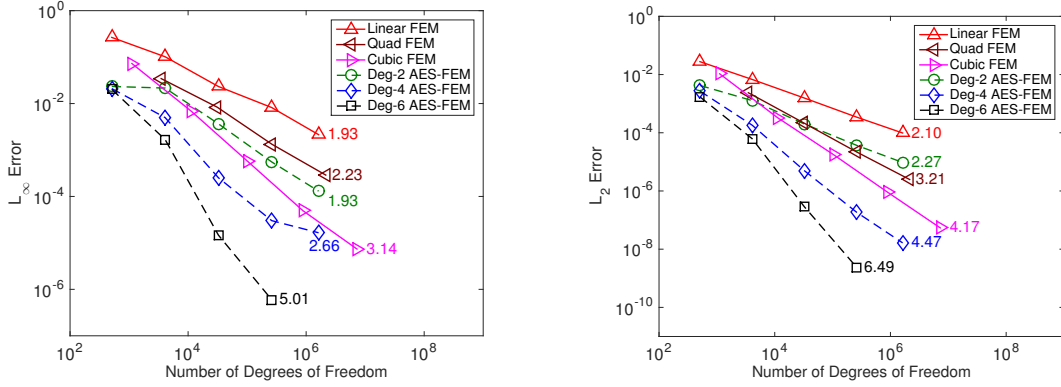 10^0
10^-2
10^-4
10^-6
L∞ Error
10^2
10^4
10^6
10^8
Number of Degrees of Freedom
Linear FEM
Quad FEM
Cubic FEM
Deg-2 AES-FEM
Deg-4 AES-FEM
Deg-6 AES-FEM
1.93
2.23
1.93
2.66
3.14
5.01
10^0
10^-2
10^-4
10^-6
10^-8
10^-10
L2 Error
10^2
10^4
10^6
10^8
Number of Degrees of Freedom
Linear FEM
Quad FEM
Cubic FEM
Deg-2 AES-FEM
Deg-4 AES-FEM
Deg-6 AES-FEM
2.10
2.27
3.21
4.17
4.47
6.49